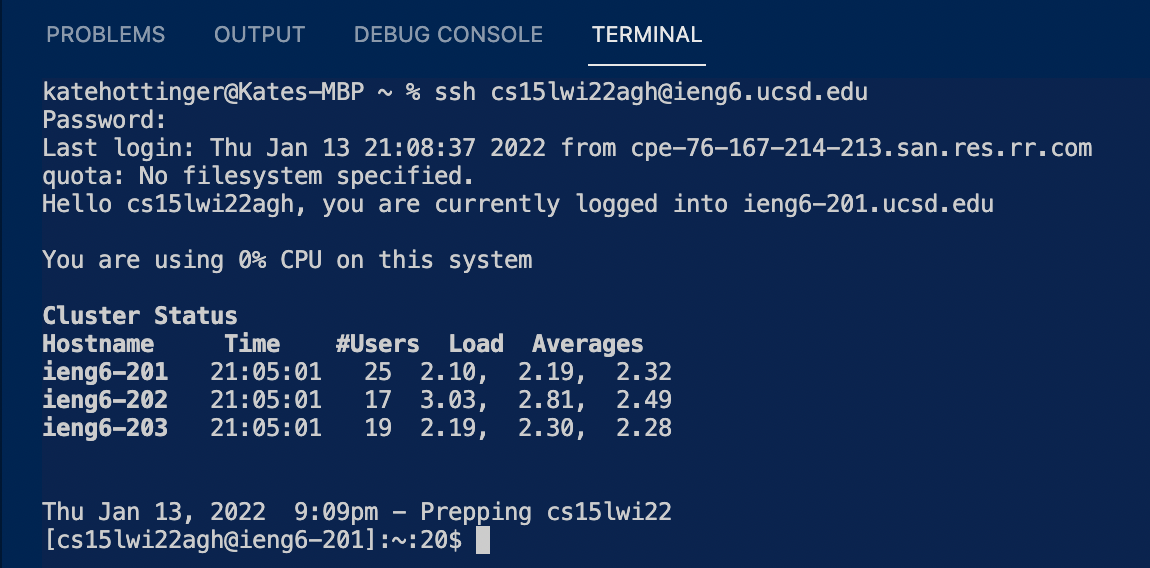 PROBLEMS OUTPUT DEBUG CONSOLE TERMINAL
katehottinger@Kates-MBP ~ % ssh cs15lwi22agh@ieng6.ucsd.edu
Password:
Last login: Thu Jan 13 21:08:37 2022 from cpe-76-167-214-213.san.res.rr.com
quota: No filesystem specified.
Hello cs15lwi22agh, you are currently logged into ieng6-201.ucsd.edu
You are using 0% CPU on this system
Cluster Status
Hostname     Time    #Users  Load  Averages
ieng6-201   21:05:01   25  2.10,  2.19,  2.32
ieng6-202   21:05:01   17  3.03,  2.81,  2.49
ieng6-203   21:05:01   19  2.19,  2.30,  2.28
Thu Jan 13, 2022  9:09pm - Prepping cs15lwi22
[cs15lwi22agh@ieng6-201]:~:20$